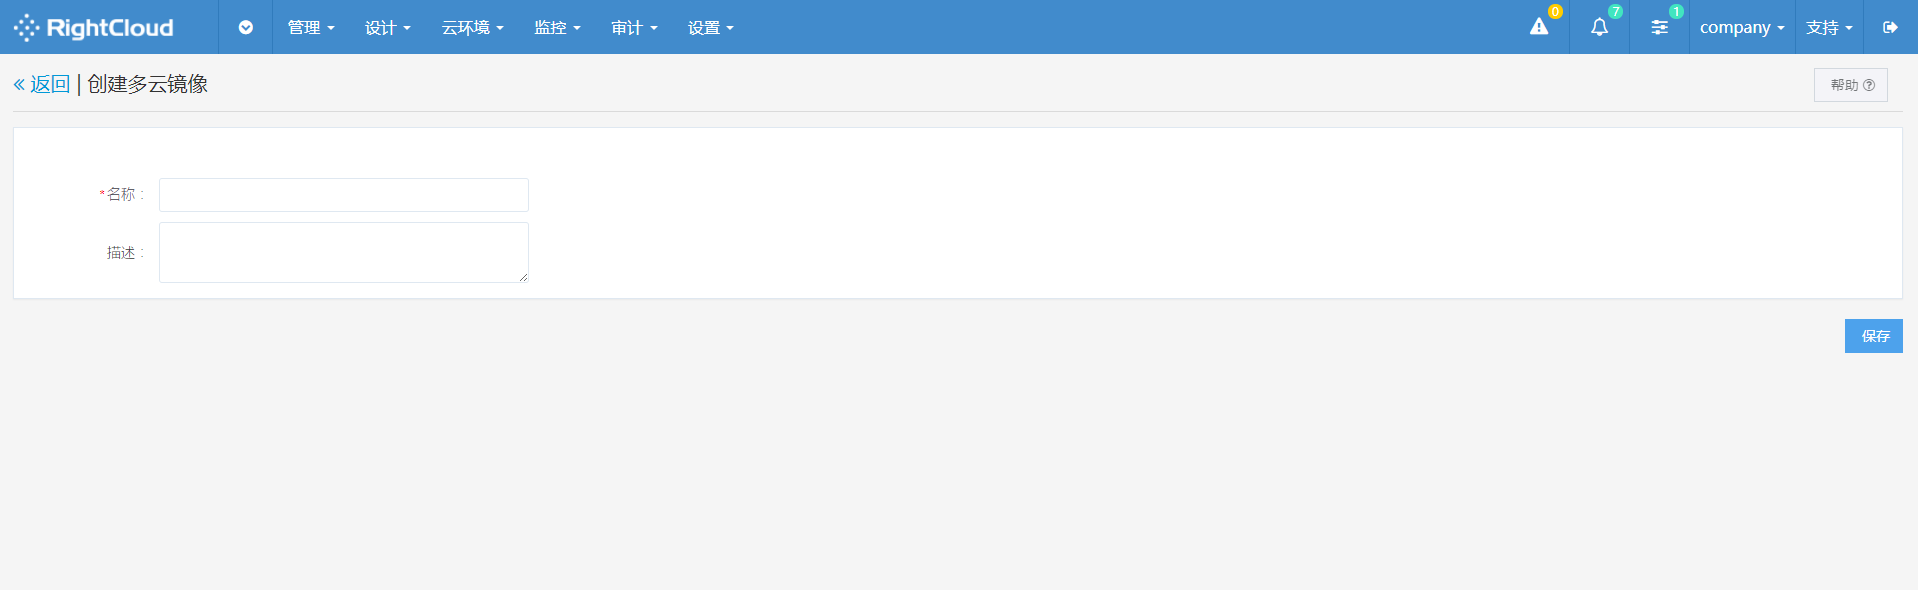 RightCloud 管理 设计 云环境 监控 审计 设置 0 7 1 company 支持
« 返回 | 创建多云镜像 帮助
*名称：
描述：
保存